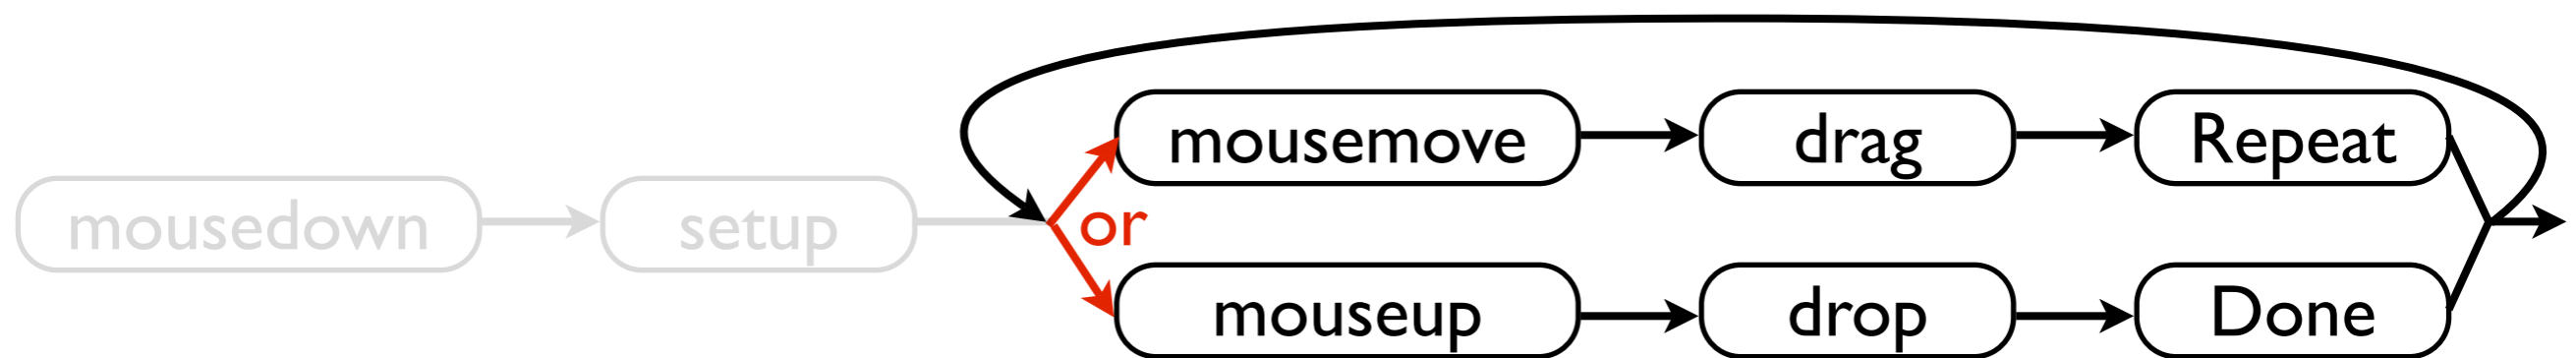 mousemove drag Repeat
mousedown setup or
mouseup drop Done